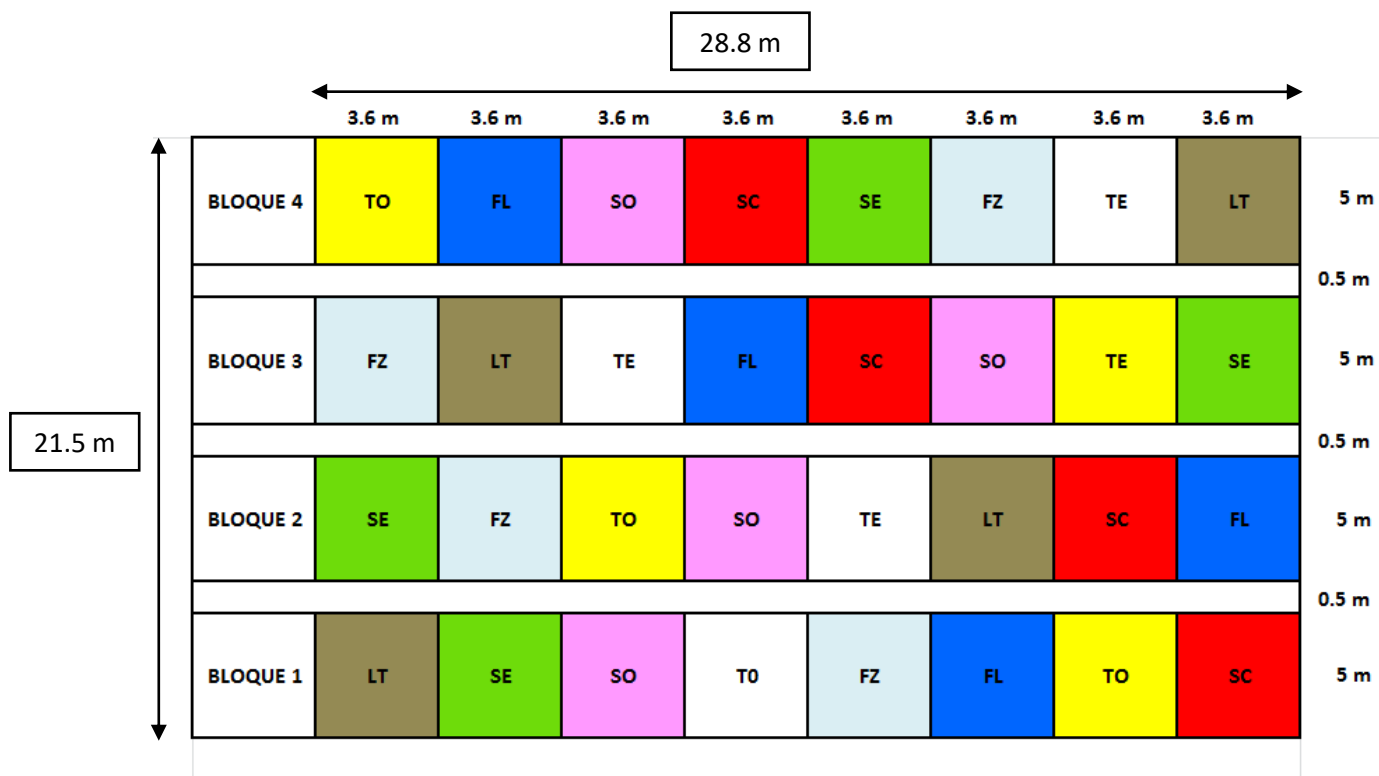 28.8 m
3.6 m 3.6 m 3.6 m 3.6 m 3.6 m 3.6 m 3.6 m 3.6 m
BLOQUE 4 TO FL SO SC SE FZ TE LT 5 m
0.5 m
BLOQUE 3 FZ LT TE FL SC SO TE SE 5 m
21.5 m
0.5 m
BLOQUE 2 SE FZ TO SO TE LT SC FL 5 m
0.5 m
BLOQUE 1 LT SE SO T0 FZ FL TO SC 5 m